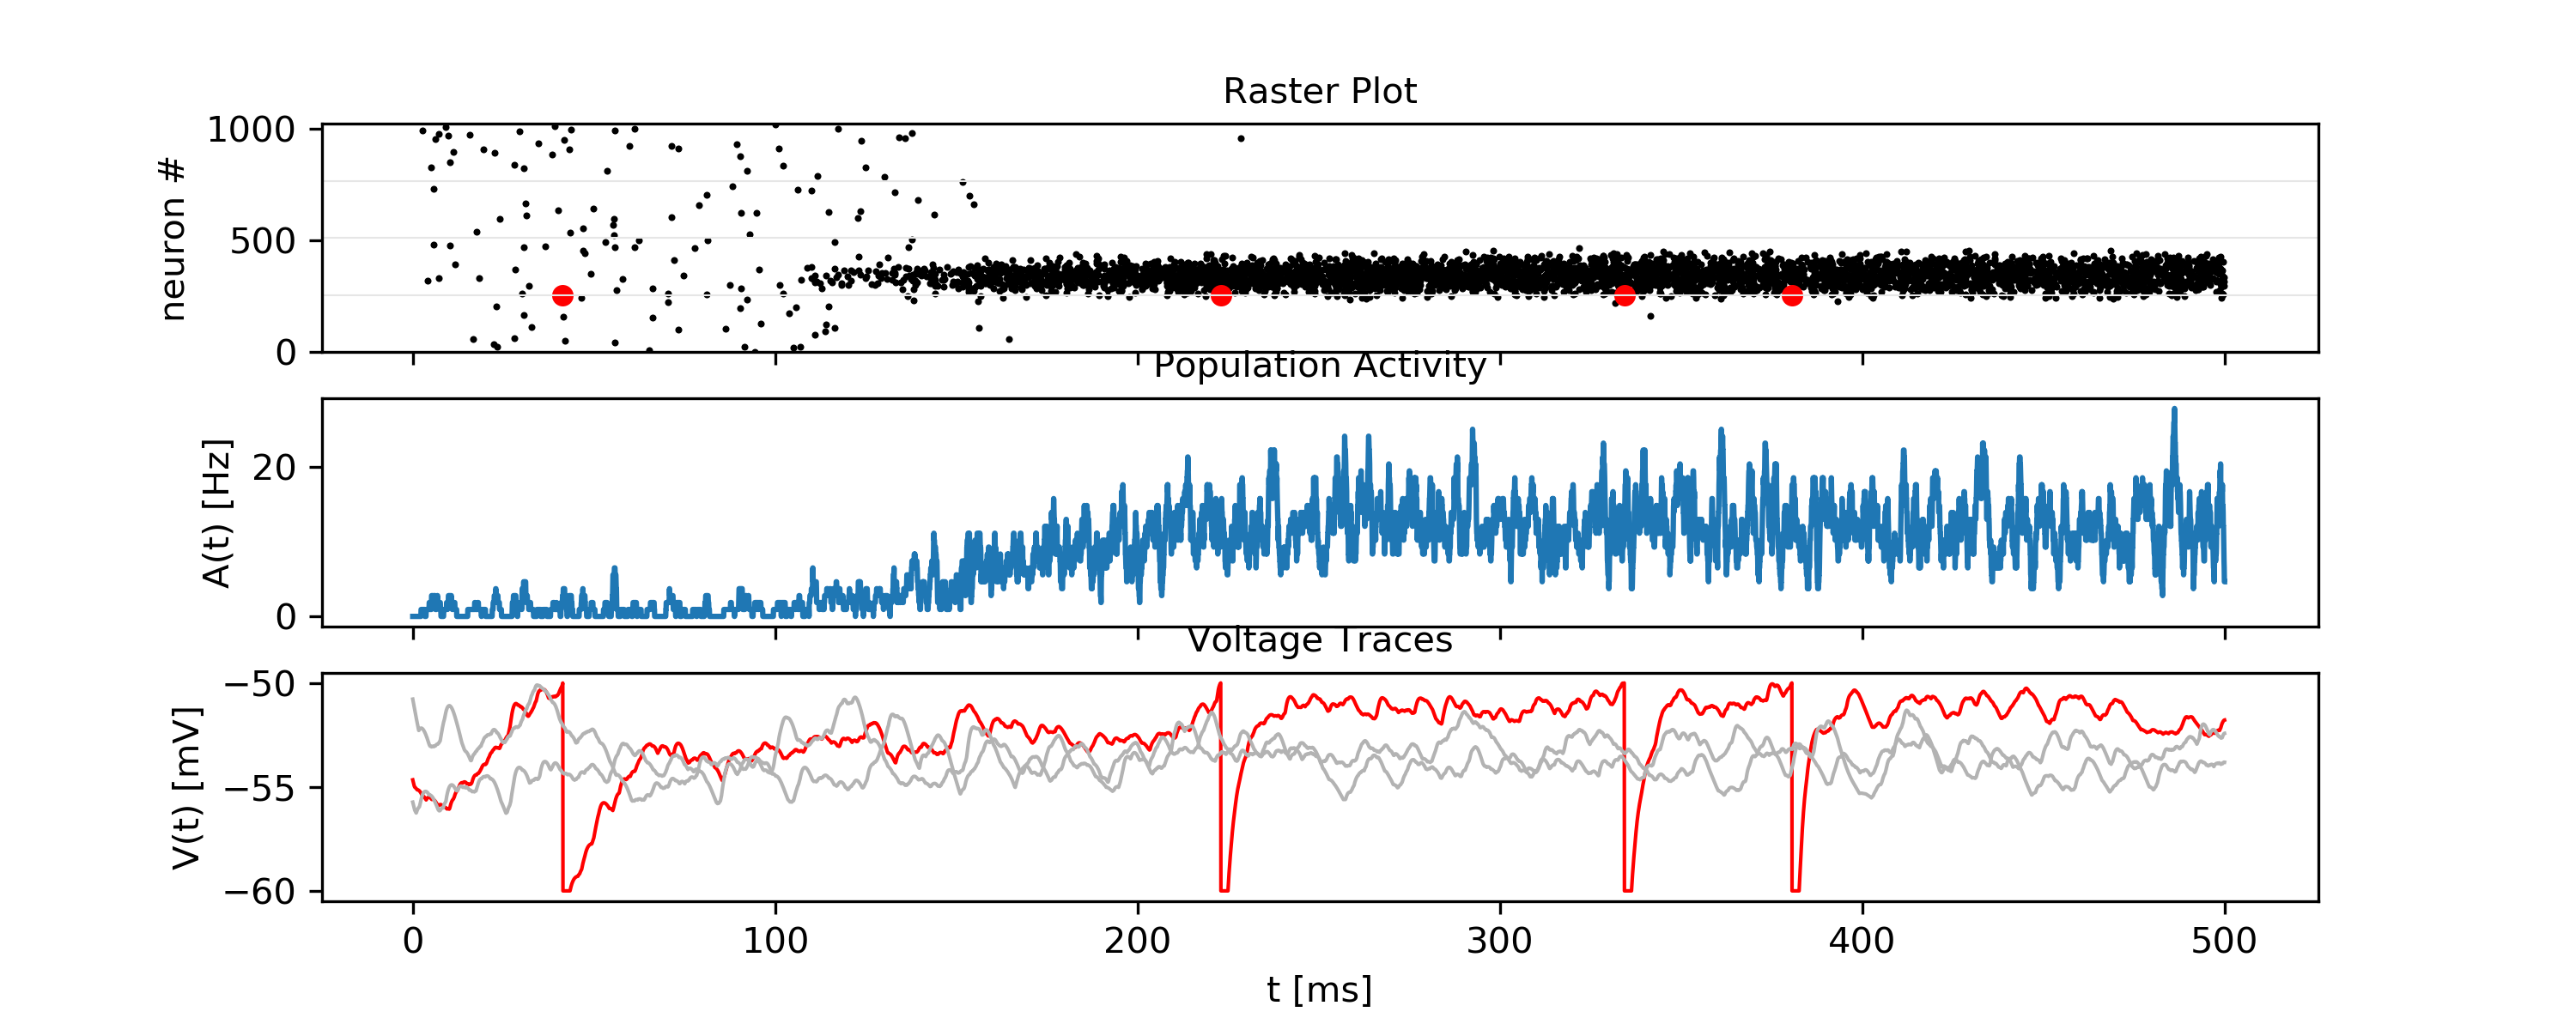 Raster Plot
neuron #
1000
500
0
Population Activity
A(t) [Hz]
20
0
Voltage Traces
V(t) [mV]
−50
−55
−60
0 100 200 300 400 500
t [ms]